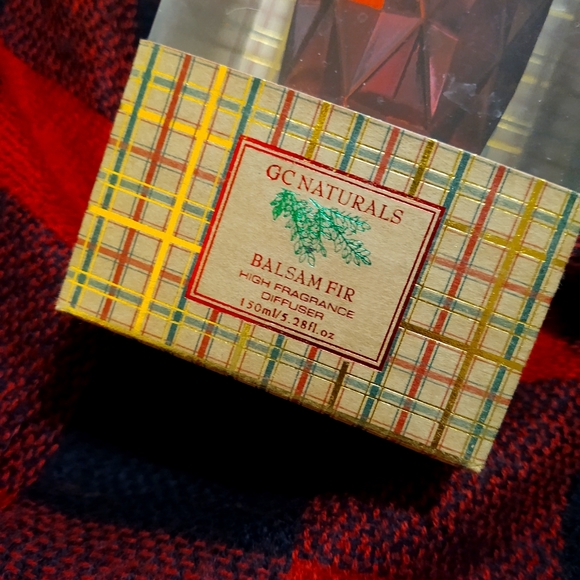 GC NATURALS
BALSAM FIR
HIGH FRAGRANCE
DIFFUSER
150ml/5.28fl.oz